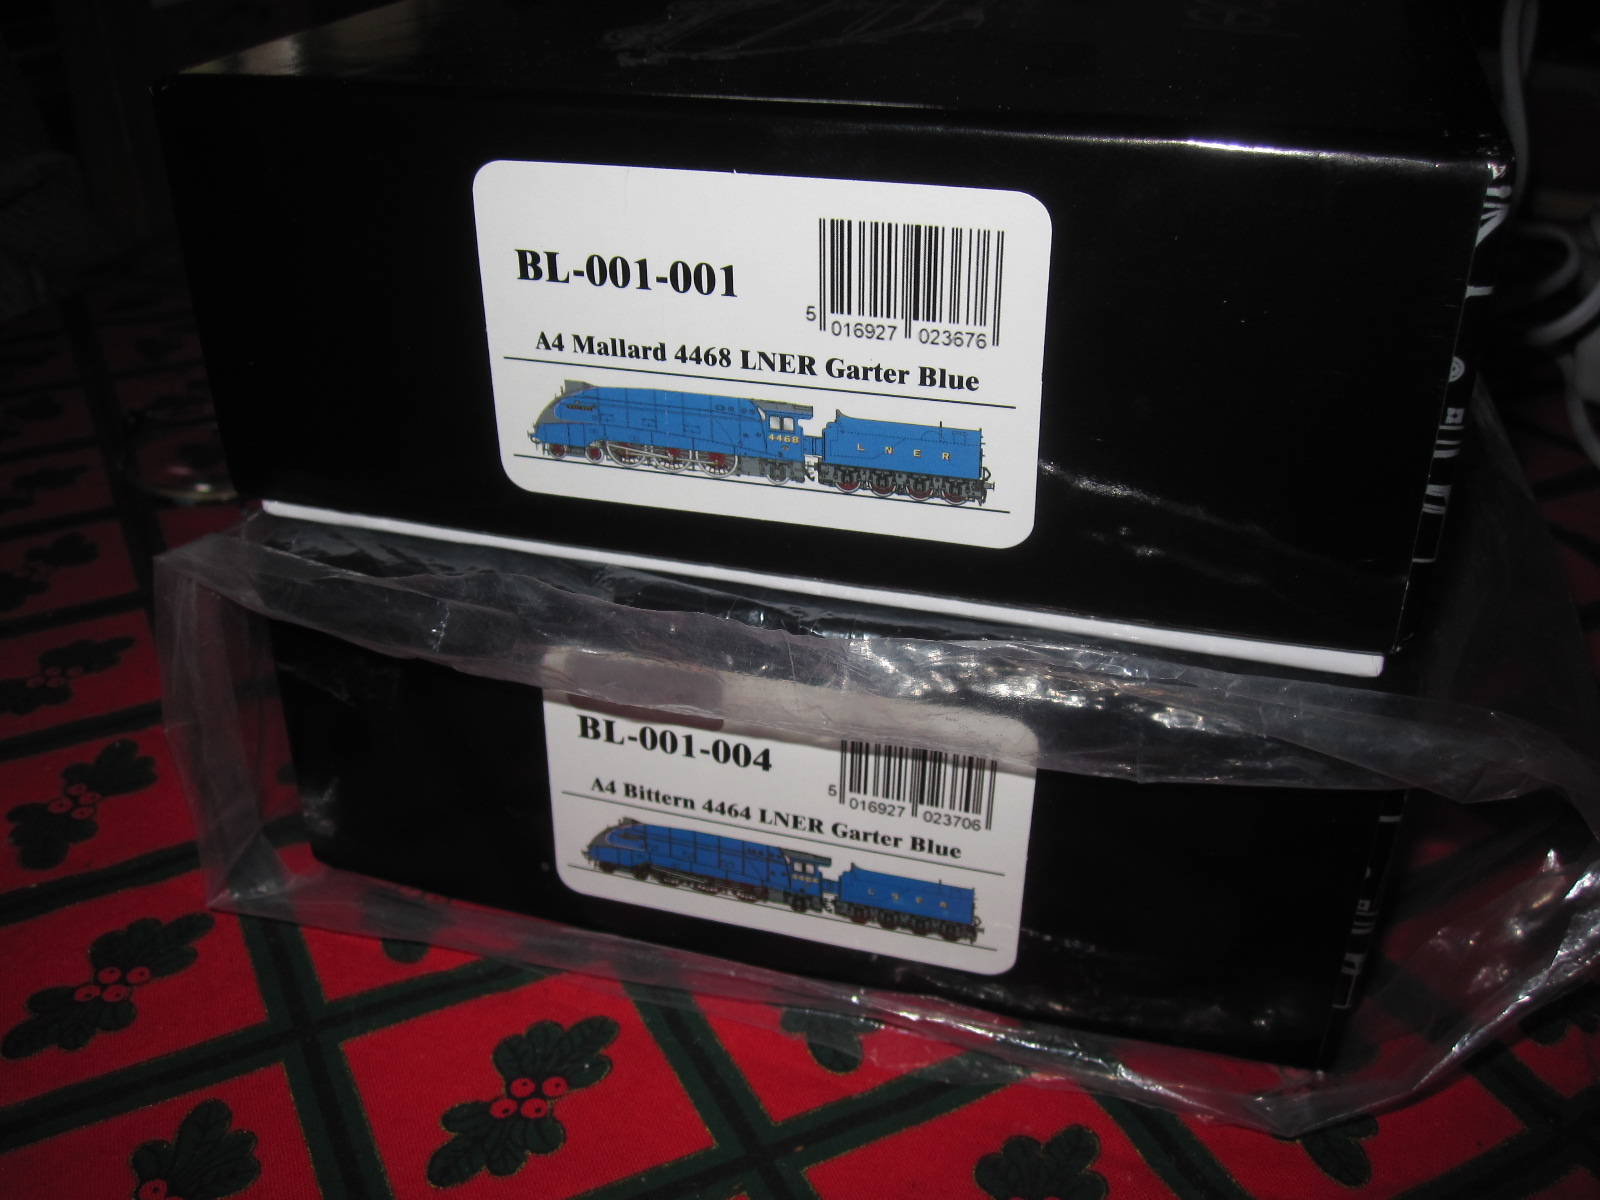 BL-001-001
5 016927 023676
A4 Mallard 4468 LNER Garter Blue
4468
L N E R
BL-001-004
5 016927 023706
A4 Bittern 4464 LNER Garter Blue
4464
L N E R